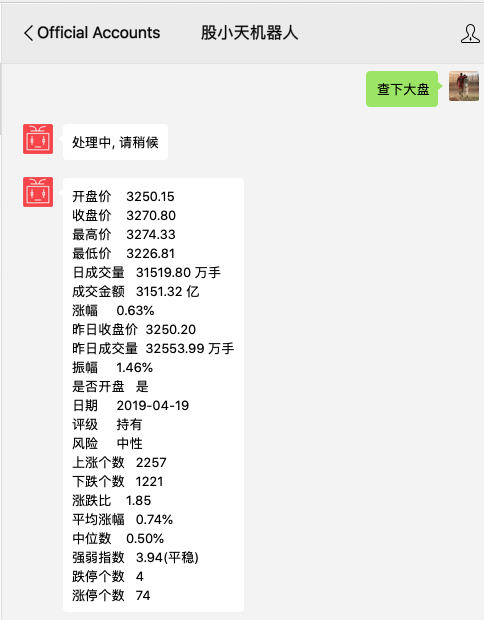 Official Accounts
股小天机器人
查下大盘
处理中, 请稍候
开盘价 3250.15
收盘价 3270.80
最高价 3274.33
最低价 3226.81
日成交量 31519.80 万手
成交金额 3151.32 亿
涨幅 0.63%
昨日收盘价 3250.20
昨日成交量 32553.99 万手
振幅 1.46%
是否开盘 是
日期 2019-04-19
评级 持有
风险 中性
上涨个数 2257
下跌个数 1221
涨跌比 1.85
平均涨幅 0.74%
中位数 0.50%
强弱指数 3.94(平稳)
跌停个数 4
涨停个数 74